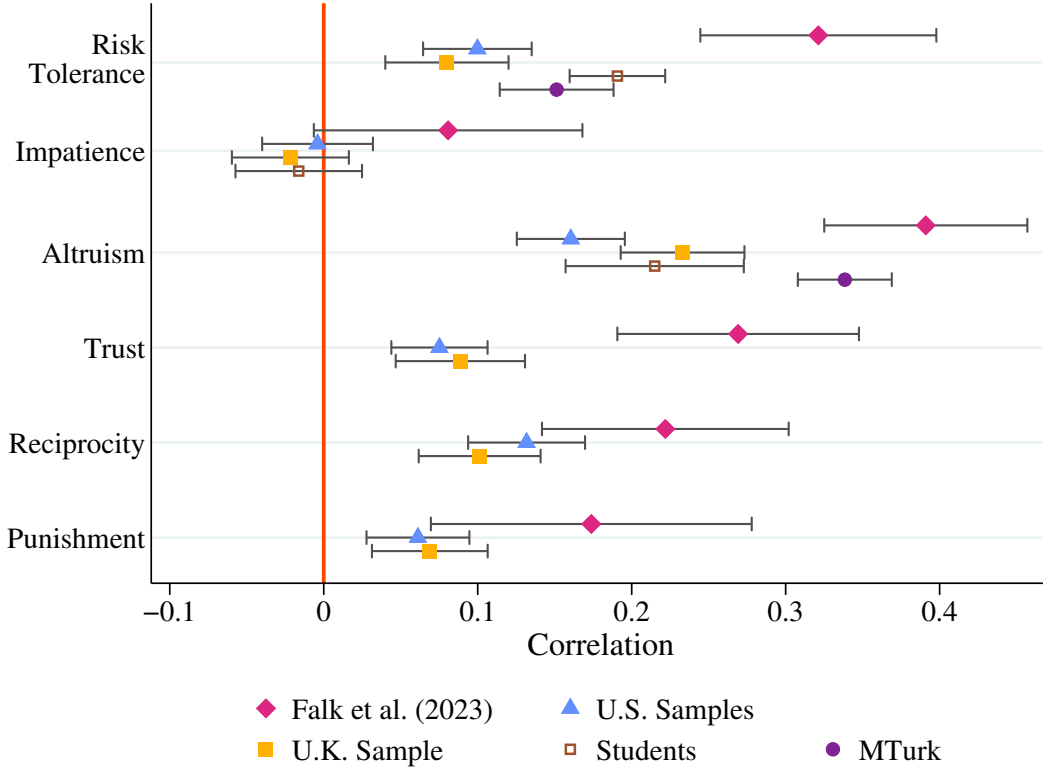 Risk
Tolerance
Impatience
Altruism
Trust
Reciprocity
Punishment
−0.1 0 0.1 0.2 0.3 0.4
Correlation
Falk et al. (2023) U.S. Samples
U.K. Sample Students MTurk